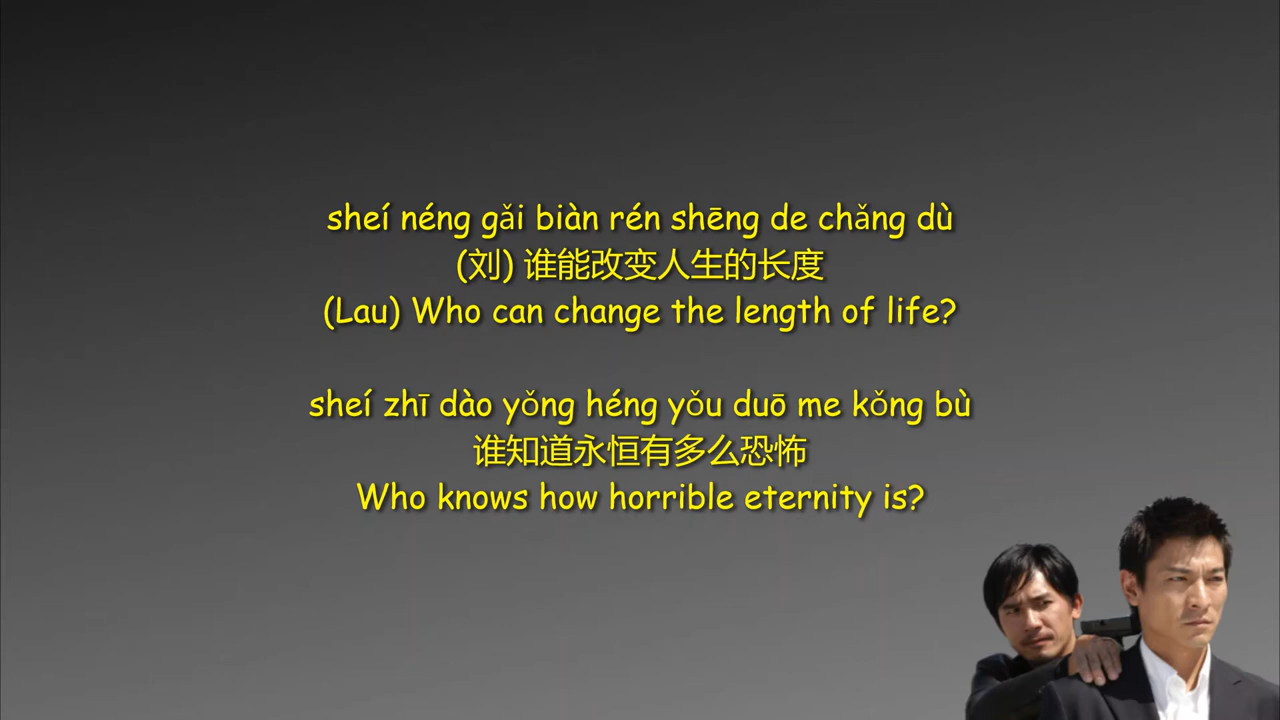 sheí néng gǎi biàn rén shēng de chǎng dù
(刘) 谁能改变人生的长度
(Lau) Who can change the length of life?
sheí zhī dào yǒng héng yǒu duō me kǒng bù
谁知道永恒有多么恐怖
Who knows how horrible eternity is?